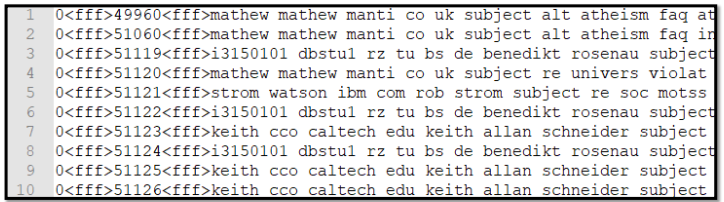 1 0<fff>49960<fff>mathew mathew manti co uk subject alt atheism faq at
2 0<fff>51060<fff>mathew mathew manti co uk subject alt atheism faq in
3 0<fff>51119<fff>i3150101 dbstu1 rz tu bs de benedikt rosenau subject
4 0<fff>51120<fff>mathew mathew manti co uk subject re univers violat
5 0<fff>51121<fff>strom watson ibm com rob strom subject re soc motss
6 0<fff>51122<fff>i3150101 dbstu1 rz tu bs de benedikt rosenau subject
7 0<fff>51123<fff>keith cco caltech edu keith allan schneider subject
8 0<fff>51124<fff>i3150101 dbstu1 rz tu bs de benedikt rosenau subject
9 0<fff>51125<fff>keith cco caltech edu keith allan schneider subject
10 0<fff>51126<fff>keith cco caltech edu keith allan schneider subject